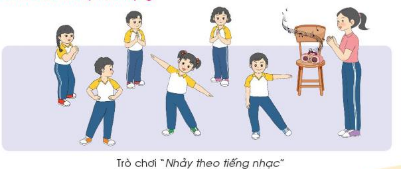 Trò chơi "Nhảy theo tiếng nhạc"